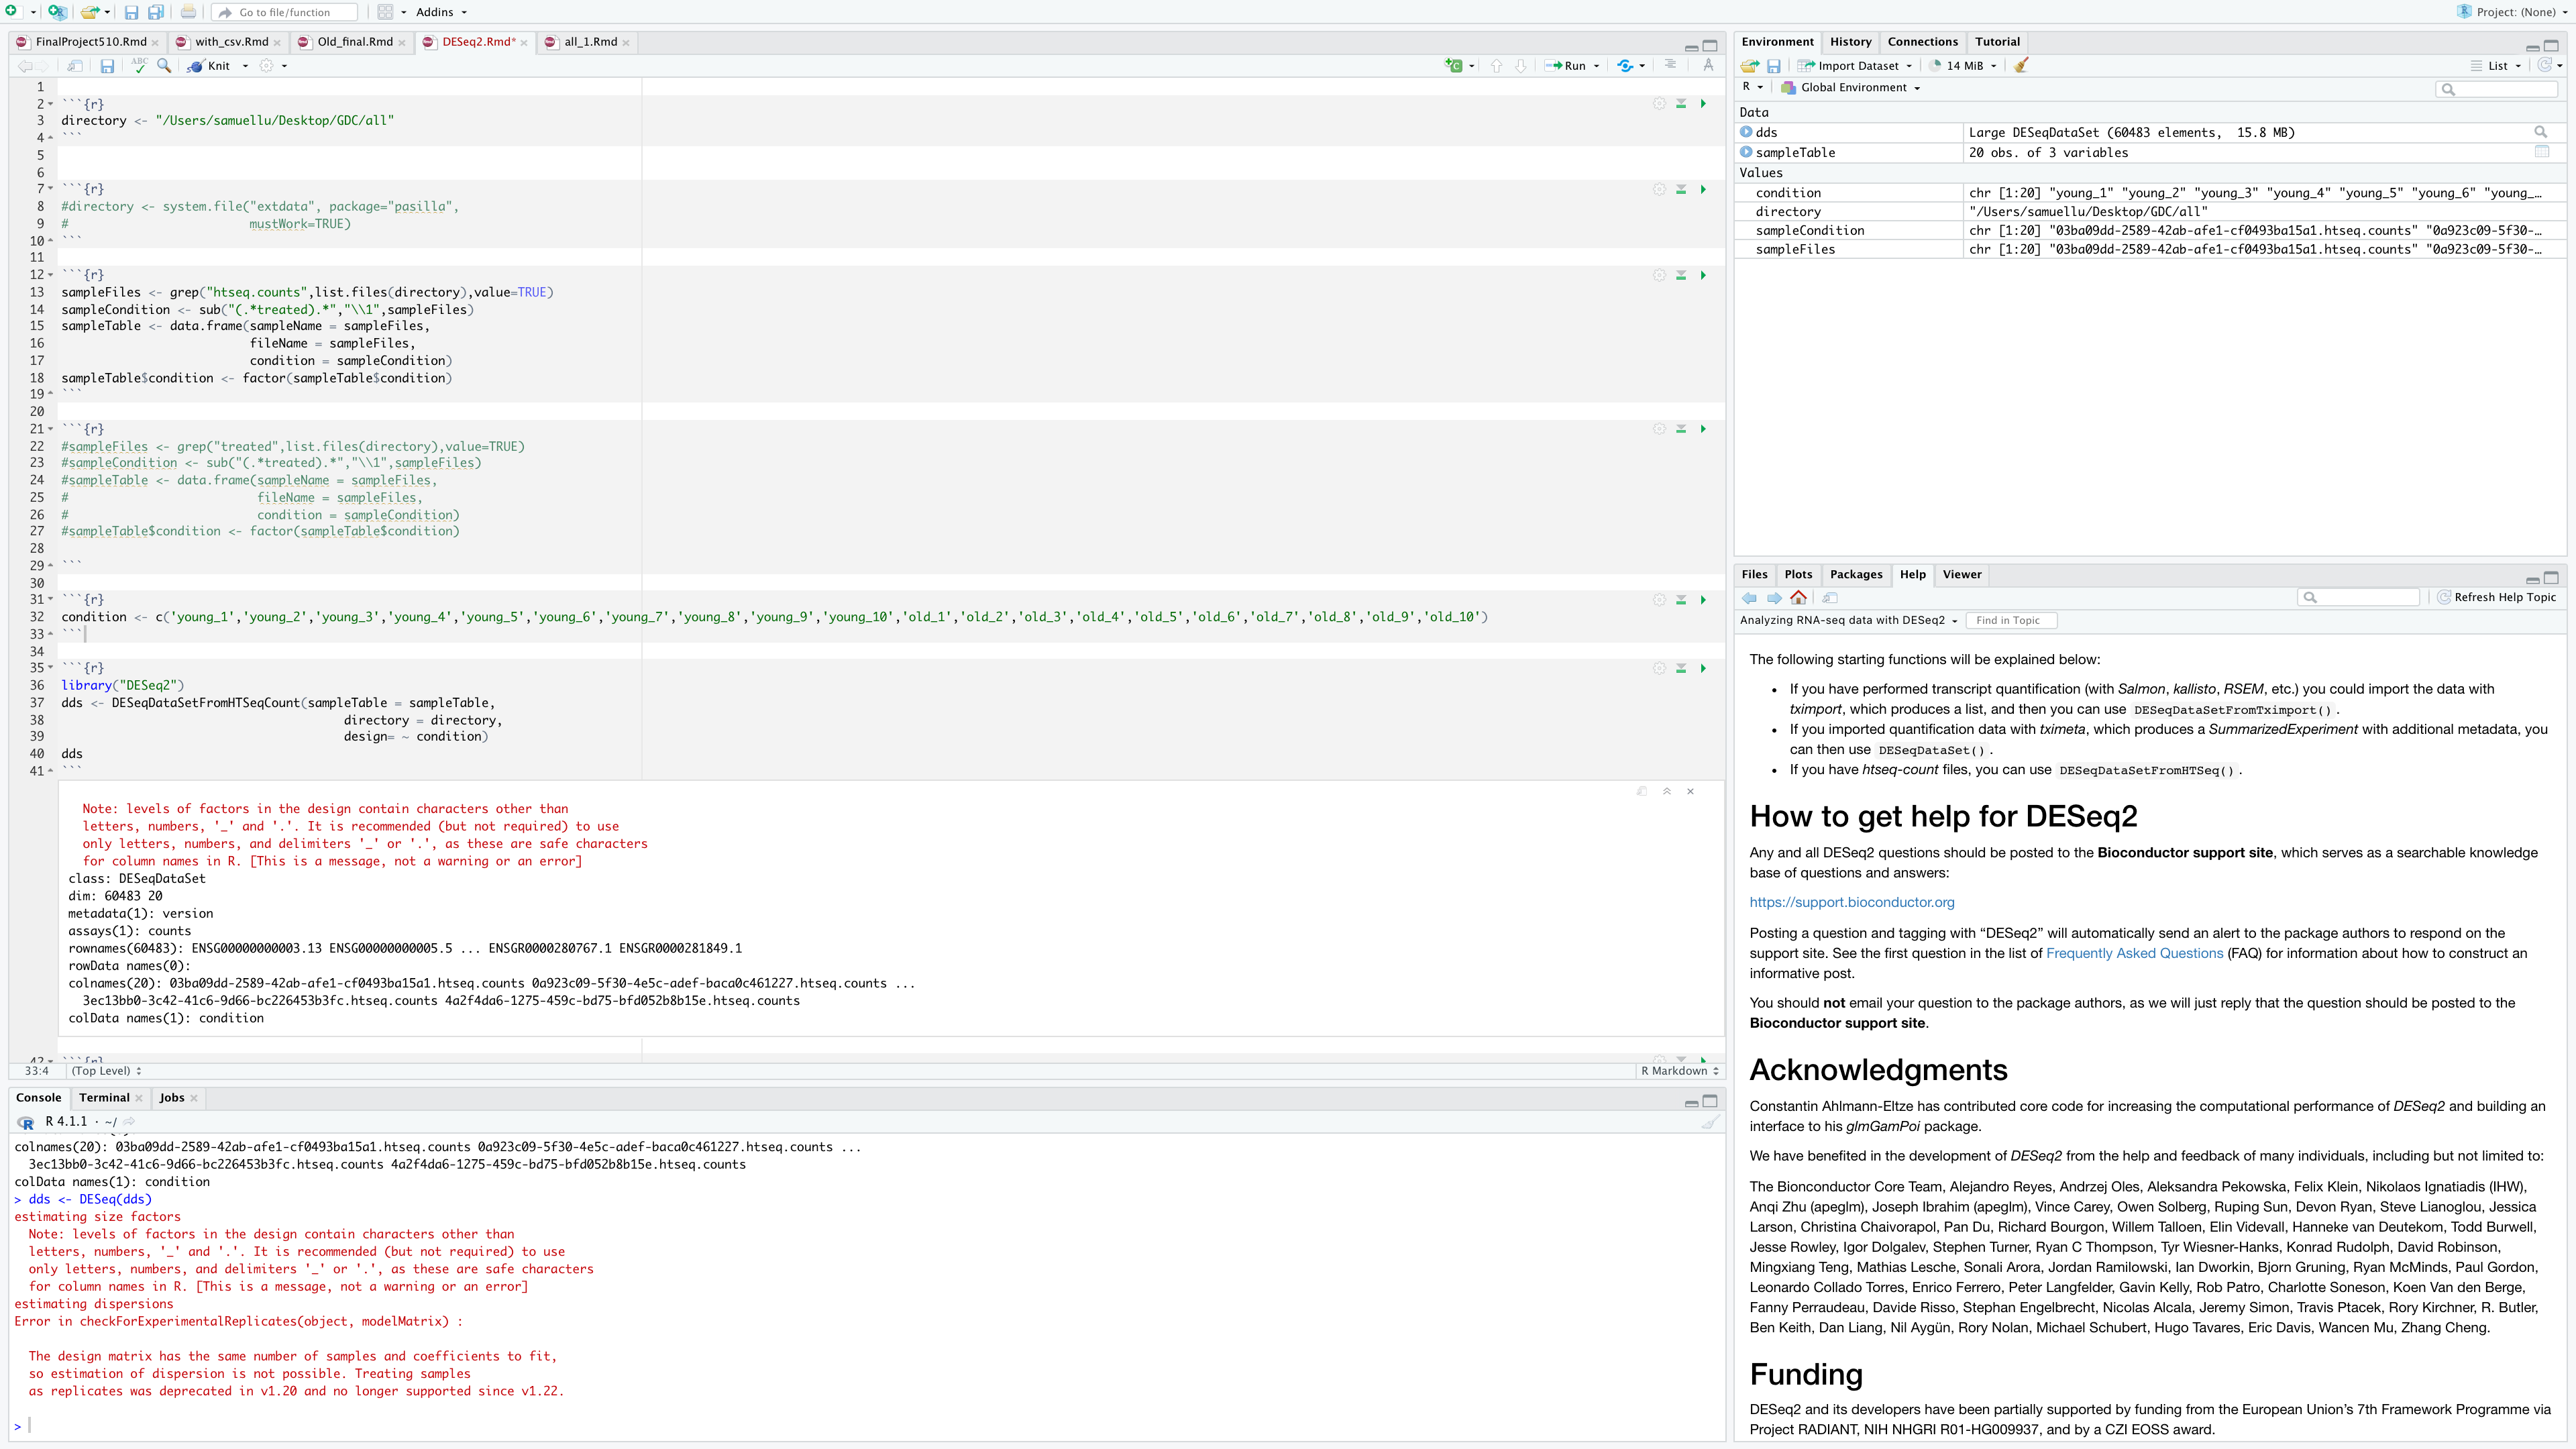 Go to file/function
Addins
Project: (None)
FinalProject510.Rmd
with_csv.Rmd
Old_final.Rmd
DESeq2.Rmd*
all_1.Rmd
ABC
Knit
Run
1
2 ```{r}
3 directory <- "/Users/samuellu/Desktop/GDC/all"
4 ```
5
6
7 ```{r}
8 #directory <- system.file("extdata", package="pasilla",
9 #                         mustWork=TRUE)
10 ```
11
12 ```{r}
13 sampleFiles <- grep("htseq.counts",list.files(directory),value=TRUE)
14 sampleCondition <- sub("(.*treated).*","\\1",sampleFiles)
15 sampleTable <- data.frame(sampleName = sampleFiles,
16                           fileName = sampleFiles,
17                           condition = sampleCondition)
18 sampleTable$condition <- factor(sampleTable$condition)
19 ```
20
21 ```{r}
22 #sampleFiles <- grep("treated",list.files(directory),value=TRUE)
23 #sampleCondition <- sub("(.*treated).*","\\1",sampleFiles)
24 #sampleTable <- data.frame(sampleName = sampleFiles,
25 #                          fileName = sampleFiles,
26 #                          condition = sampleCondition)
27 #sampleTable$condition <- factor(sampleTable$condition)
28
29 ```
30
31 ```{r}
32 condition <- c('young_1','young_2','young_3','young_4','young_5','young_6','young_7','young_8','young_9','young_10','old_1','old_2','old_3','old_4','old_5','old_6','old_7','old_8','old_9','old_10')
33 ```
34
35 ```{r}
36 library("DESeq2")
37 dds <- DESeqDataSetFromHTSeqCount(sampleTable = sampleTable,
38                                        directory = directory,
39                                        design= ~ condition)
40 dds
41 ```
Note: levels of factors in the design contain characters other than
letters, numbers, '_' and '.'. It is recommended (but not required) to use
only letters, numbers, and delimiters '_' or '.', as these are safe characters
for column names in R. [This is a message, not a warning or an error]
class: DESeqDataSet
dim: 60483 20
metadata(1): version
assays(1): counts
rownames(60483): ENSG00000000003.13 ENSG00000000005.5 ... ENSGR0000280767.1 ENSGR0000281849.1
rowData names(0):
colnames(20): 03ba09dd-2589-42ab-afe1-cf0493ba15a1.htseq.counts 0a923c09-5f30-4e5c-adef-baca0c461227.htseq.counts ...
3ec13bb0-3c42-41c6-9d66-bc226453b3fc.htseq.counts 4a2f4da6-1275-459c-bd75-bfd052b8b15e.htseq.counts
colData names(1): condition
42 ```{r}
33:4 (Top Level)
R Markdown
Console
Terminal
Jobs
R 4.1.1 · ~/
colnames(20): 03ba09dd-2589-42ab-afe1-cf0493ba15a1.htseq.counts 0a923c09-5f30-4e5c-adef-baca0c461227.htseq.counts ...
3ec13bb0-3c42-41c6-9d66-bc226453b3fc.htseq.counts 4a2f4da6-1275-459c-bd75-bfd052b8b15e.htseq.counts
colData names(1): condition
> dds <- DESeq(dds)
estimating size factors
Note: levels of factors in the design contain characters other than
letters, numbers, '_' and '.'. It is recommended (but not required) to use
only letters, numbers, and delimiters '_' or '.', as these are safe characters
for column names in R. [This is a message, not a warning or an error]
estimating dispersions
Error in checkForExperimentalReplicates(object, modelMatrix) :
The design matrix has the same number of samples and coefficients to fit,
so estimation of dispersion is not possible. Treating samples
as replicates was deprecated in v1.20 and no longer supported since v1.22.
>
Environment
History
Connections
Tutorial
Import Dataset
14 MiB
List
R
Global Environment
Data
dds Large DESeqDataSet (60483 elements, 15.8 MB)
sampleTable 20 obs. of 3 variables
Values
condition chr [1:20] "young_1" "young_2" "young_3" "young_4" "young_5" "young_6" "young_…
directory "/Users/samuellu/Desktop/GDC/all"
sampleCondition chr [1:20] "03ba09dd-2589-42ab-afe1-cf0493ba15a1.htseq.counts" "0a923c09-5f30-…
sampleFiles chr [1:20] "03ba09dd-2589-42ab-afe1-cf0493ba15a1.htseq.counts" "0a923c09-5f30-…
Files
Plots
Packages
Help
Viewer
Refresh Help Topic
Analyzing RNA-seq data with DESeq2
Find in Topic
The following starting functions will be explained below:
• If you have performed transcript quantification (with Salmon, kallisto, RSEM, etc.) you could import the data with
tximport, which produces a list, and then you can use DESeqDataSetFromTximport().
• If you imported quantification data with tximeta, which produces a SummarizedExperiment with additional metadata, you
can then use DESeqDataSet().
• If you have htseq-count files, you can use DESeqDataSetFromHTSeq().
How to get help for DESeq2
Any and all DESeq2 questions should be posted to the Bioconductor support site, which serves as a searchable knowledge
base of questions and answers:
https://support.bioconductor.org
Posting a question and tagging with “DESeq2” will automatically send an alert to the package authors to respond on the
support site. See the first question in the list of Frequently Asked Questions (FAQ) for information about how to construct an
informative post.
You should not email your question to the package authors, as we will just reply that the question should be posted to the
Bioconductor support site.
Acknowledgments
Constantin Ahlmann-Eltze has contributed core code for increasing the computational performance of DESeq2 and building an
interface to his glmGamPoi package.
We have benefited in the development of DESeq2 from the help and feedback of many individuals, including but not limited to:
The Bionconductor Core Team, Alejandro Reyes, Andrzej Oles, Aleksandra Pekowska, Felix Klein, Nikolaos Ignatiadis (IHW),
Anqi Zhu (apeglm), Joseph Ibrahim (apeglm), Vince Carey, Owen Solberg, Ruping Sun, Devon Ryan, Steve Lianoglou, Jessica
Larson, Christina Chaivorapol, Pan Du, Richard Bourgon, Willem Talloen, Elin Videvall, Hanneke van Deutekom, Todd Burwell,
Jesse Rowley, Igor Dolgalev, Stephen Turner, Ryan C Thompson, Tyr Wiesner-Hanks, Konrad Rudolph, David Robinson,
Mingxiang Teng, Mathias Lesche, Sonali Arora, Jordan Ramilowski, Ian Dworkin, Bjorn Gruning, Ryan McMinds, Paul Gordon,
Leonardo Collado Torres, Enrico Ferrero, Peter Langfelder, Gavin Kelly, Rob Patro, Charlotte Soneson, Koen Van den Berge,
Fanny Perraudeau, Davide Risso, Stephan Engelbrecht, Nicolas Alcala, Jeremy Simon, Travis Ptacek, Rory Kirchner, R. Butler,
Ben Keith, Dan Liang, Nil Aygün, Rory Nolan, Michael Schubert, Hugo Tavares, Eric Davis, Wancen Mu, Zhang Cheng.
Funding
DESeq2 and its developers have been partially supported by funding from the European Union’s 7th Framework Programme via
Project RADIANT, NIH NHGRI R01-HG009937, and by a CZI EOSS award.